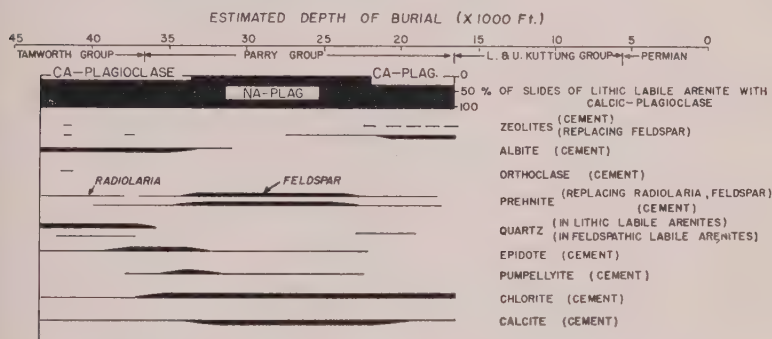 ESTIMATED DEPTH OF BURIAL (X 1000 Ft.)
45 40 35 30 25 20 15 10 5 0
TAMWORTH GROUP PARRY GROUP L. & U. KUTTUNG GROUP PERMIAN
CA-PLAGIOCLASE CA-PLAG. 0
NA-PLAG 50 % OF SLIDES OF LITHIC LABILE ARENITE WITH
100 CALCIC-PLAGIOCLASE
ZEOLITES (CEMENT)
(REPLACING FELDSPAR)
ALBITE (CEMENT)
ORTHOCLASE (CEMENT)
RADIOLARIA FELDSPAR
PREHNITE (REPLACING RADIOLARIA, FELDSPAR)
(CEMENT)
QUARTZ (IN LITHIC LABILE ARENITES)
(IN FELDSPATHIC LABILE ARENITES)
EPIDOTE (CEMENT)
PUMPELLYITE (CEMENT)
CHLORITE (CEMENT)
CALCITE (CEMENT)